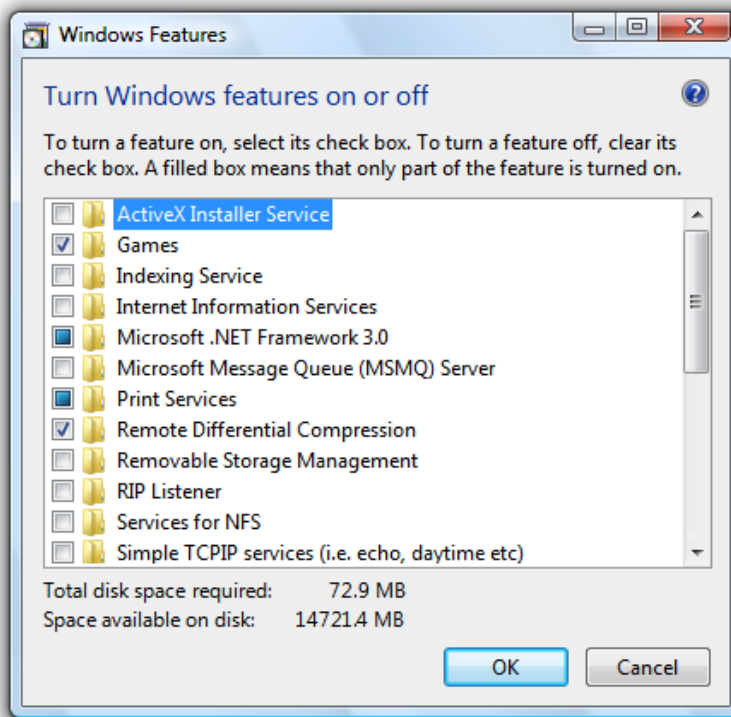 Windows Features
Turn Windows features on or off
To turn a feature on, select its check box. To turn a feature off, clear its
check box. A filled box means that only part of the feature is turned on.
ActiveX Installer Service
Games
Indexing Service
Internet Information Services
Microsoft .NET Framework 3.0
Microsoft Message Queue (MSMQ) Server
Print Services
Remote Differential Compression
Removable Storage Management
RIP Listener
Services for NFS
Simple TCPIP services (i.e. echo, daytime etc)
Total disk space required: 72.9 MB
Space available on disk: 14721.4 MB
OK Cancel